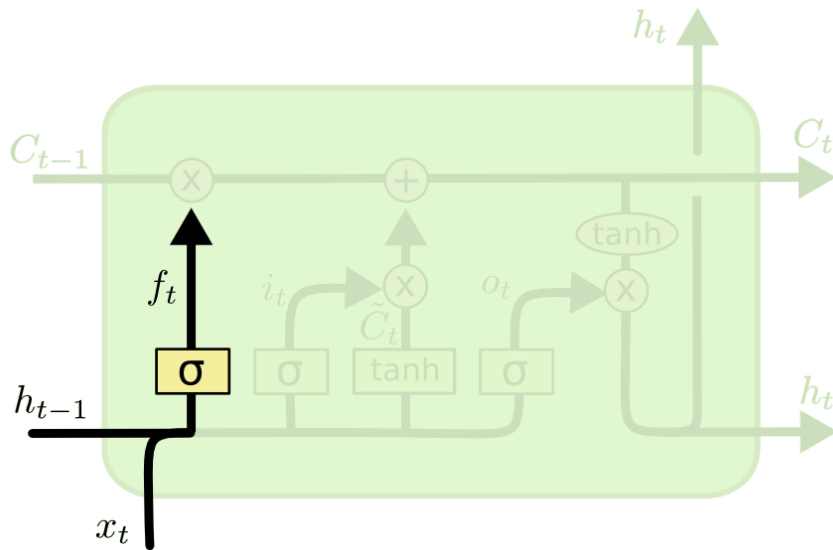 h_t
C_{t-1}
C_t
x
+
tanh
f_t
i_t
x
o_t
x
C̃_t
σ
σ
tanh
σ
h_{t-1}
h_t
x_t